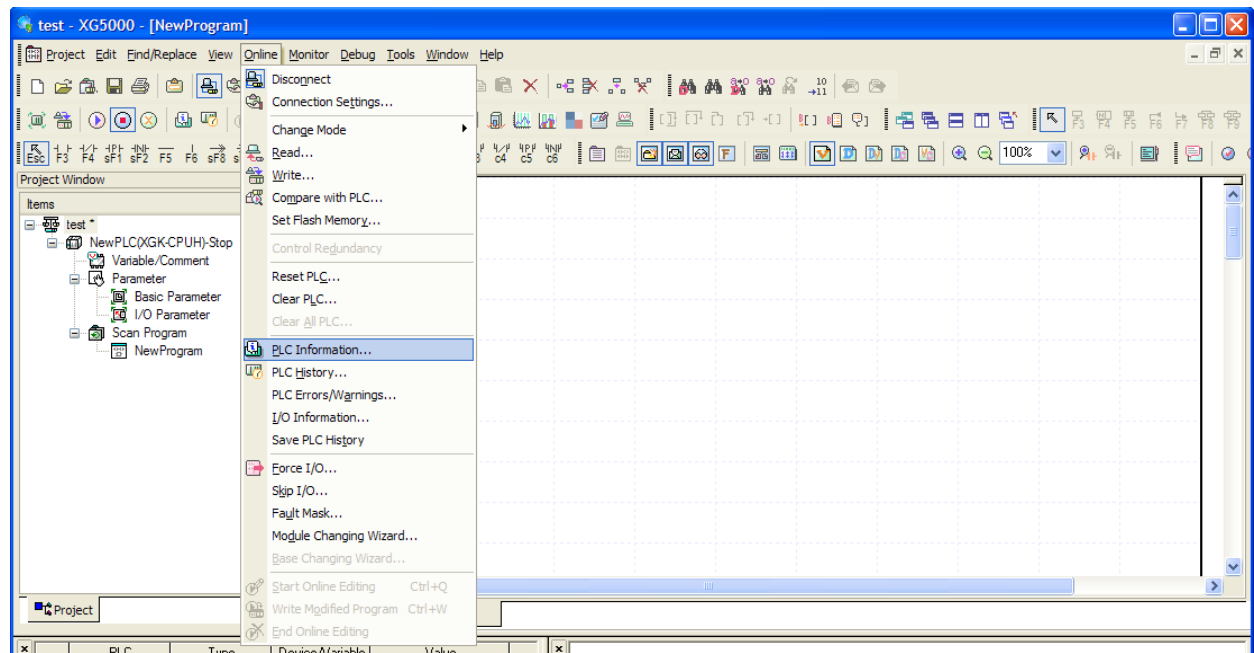 test - XG5000 - [NewProgram]
Project Edit Find/Replace View Online Monitor Debug Tools Window Help
Esc F3 F4 sF1 sF2 F5 F6 sF8 c4 c5 c6 100%
Project Window
Items
test *
NewPLC(XGK-CPUH)-Stop
Variable/Comment
Parameter
Basic Parameter
I/O Parameter
Scan Program
NewProgram
Project
Disconnect
Connection Settings...
Change Mode
Read...
Write...
Compare with PLC...
Set Flash Memory...
Control Redundancy
Reset PLC...
Clear PLC...
Clear All PLC...
PLC Information...
PLC History...
PLC Errors/Warnings...
I/O Information...
Save PLC History
Force I/O...
Skip I/O...
Fault Mask...
Module Changing Wizard...
Base Changing Wizard...
Start Online Editing Ctrl+Q
Write Modified Program Ctrl+W
End Online Editing
PLC Type Device/Variable Value